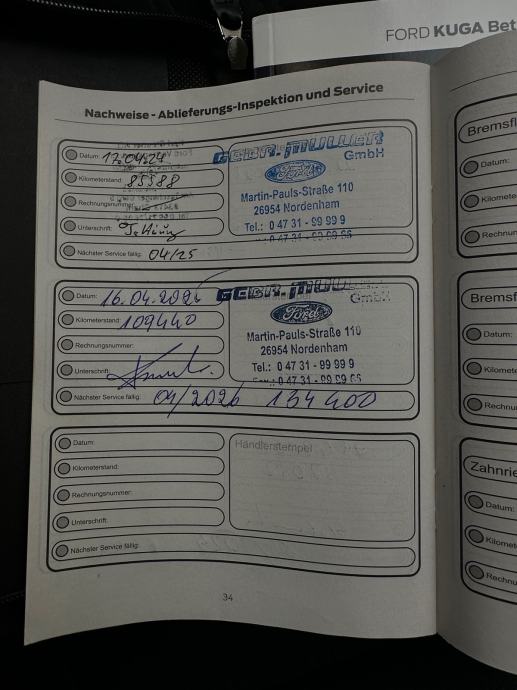 FORD KUGA Bet
Nachweise - Ablieferungs-Inspektion und Service
Datum: 12.04.24
Kilometerstand: 85588
Rechnungsnummer:
Unterschrift:
Nächster Service fällig: 04/25
GEBR. MÜLLER
GmbH
Ford
Martin-Pauls-Straße 110
26954 Nordenham
Tel.: 0 47 31 - 99 99 9
Datum: 16.04.202
Kilometerstand: 109440
Rechnungsnummer:
Unterschrift:
Nächster Service fällig: 04/2026 134400
GEBR. MÜLLER
GmbH
Ford
Martin-Pauls-Straße 110
26954 Nordenham
Tel.: 0 47 31 - 99 99 9
Datum:
Kilometerstand:
Rechnungsnummer:
Unterschrift:
Nächster Service fällig:
Händlerstempel
34
Bremsfl
Datum:
Kilomete
Rechnun
Bremsf
Datum:
Kilomete
Rechnu
Zahnrie
Datum:
Kilomet
Rechnu